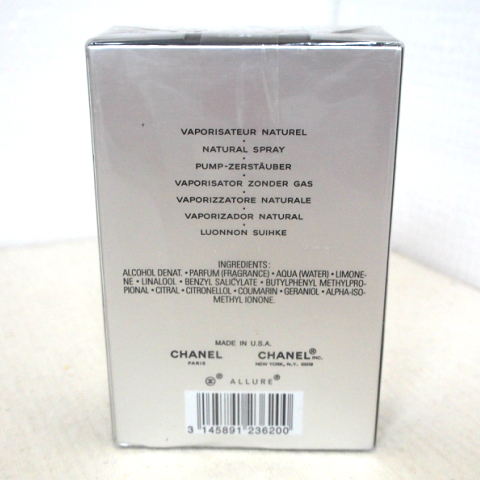 VAPORISATEUR NATUREL
NATURAL SPRAY
PUMP-ZERSTÄUBER
VAPORISATOR ZONDER GAS
VAPORIZZATORE NATURALE
VAPORIZADOR NATURAL
LUONNON SUIHKE
INGREDIENTS:
ALCOHOL DENAT. • PARFUM (FRAGRANCE) • AQUA (WATER) • LIMONE-
NE • LINALOOL • BENZYL SALICYLATE • BUTYLPHENYL METHYLPRO-
PIONAL • CITRAL • CITRONELLOL • COUMARIN • GERANIOL • ALPHA-ISO-
METHYL IONONE.
MADE IN U.S.A.
CHANEL CHANEL® INC.
PARIS NEW YORK, N.Y.
ALLURE®
3 145891 236200